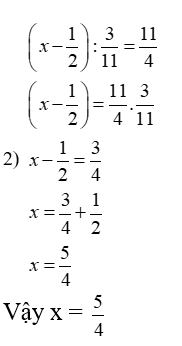 (x − 1/2) : 3/11 = 11/4
(x − 1/2) = 11/4 . 3/11
2) x − 1/2 = 3/4
x = 3/4 + 1/2
x = 5/4
Vậy x = 5/4